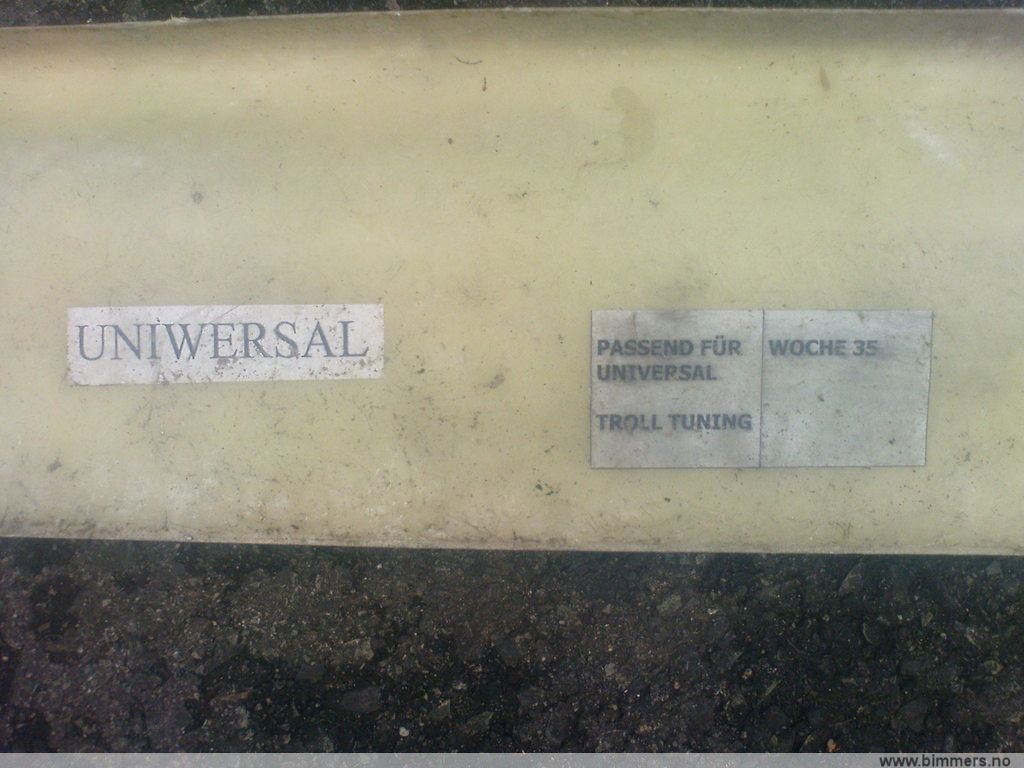 UNIWERSAL
PASSEND FÜR
UNIVERSAL
TROLL TUNING
WOCHE 35
www.bimmers.no